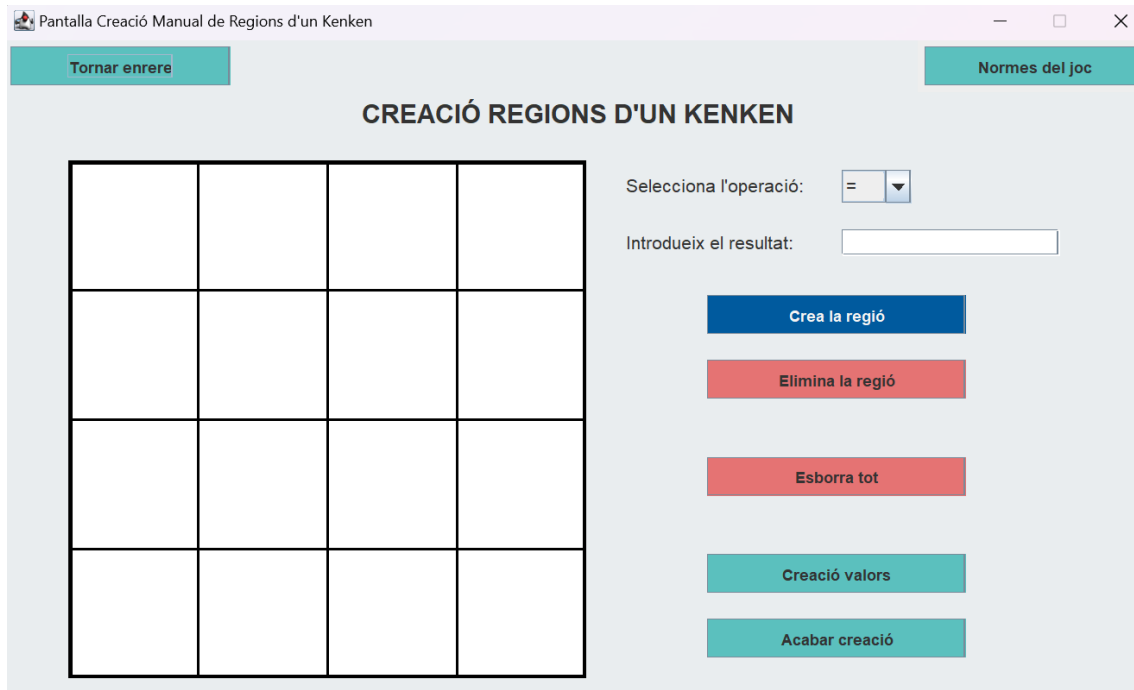 Pantalla Creació Manual de Regions d'un Kenken
Tornar enrere
Normes del joc
CREACIÓ REGIONS D'UN KENKEN
Selecciona l'operació:
=
Introdueix el resultat:
Crea la regió
Elimina la regió
Esborra tot
Creació valors
Acabar creació